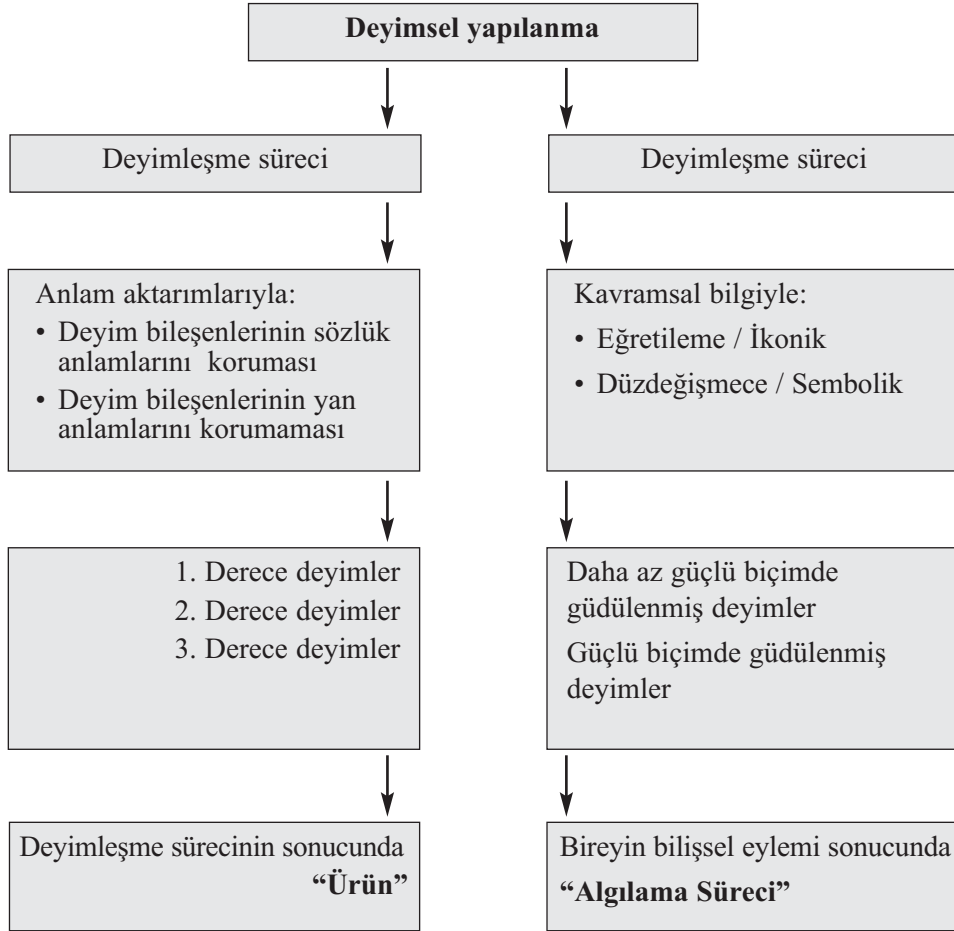 Deyimsel yapılanma
Deyimleşme süreci
Deyimleşme süreci
Anlam aktarımlarıyla:
• Deyim bileşenlerinin sözlük
anlamlarını koruması
• Deyim bileşenlerinin yan
anlamlarını korumaması
Kavramsal bilgiyle:
• Eğretileme / İkonik
• Düzdeğişmece / Sembolik
1. Derece deyimler
2. Derece deyimler
3. Derece deyimler
Daha az güçlü biçimde
güdülenmiş deyimler
Güçlü biçimde güdülenmiş
deyimler
Deyimleşme sürecinin sonucunda
“Ürün”
Bireyin bilişsel eylemi sonucunda
“Algılama Süreci”